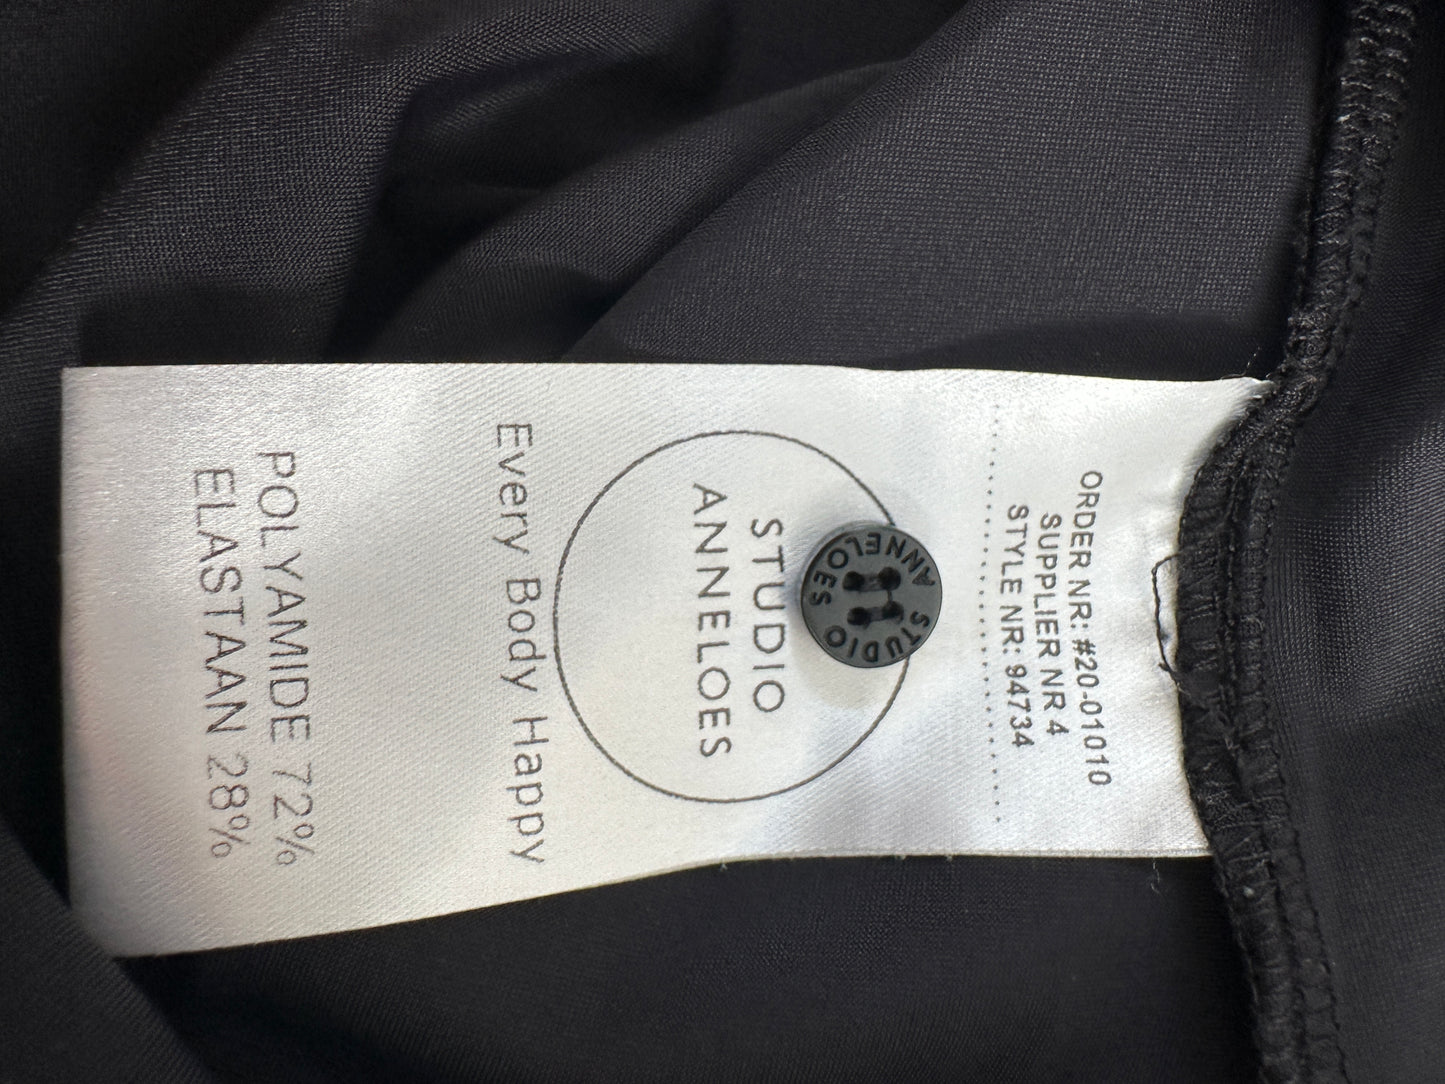 ORDER NR: #20-01010
SUPPLIER NR 4
STYLE NR: 94734
STUDIO ANNELOES
STUDIO
ANNELOES
Every Body Happy
POLYAMIDE 72%
ELASTAAN 28%